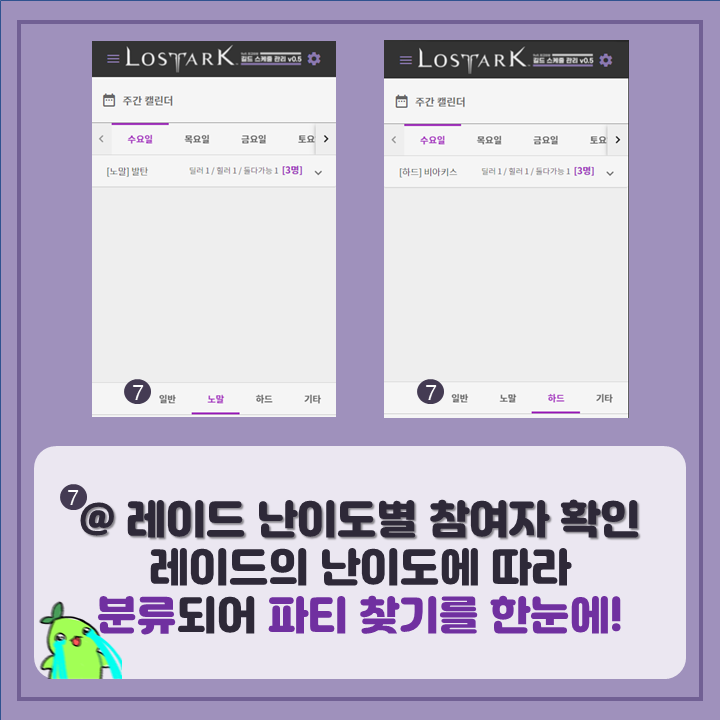 LOSTARK
길드 스케줄 관리 v0.5
주간 캘린더
수요일 목요일 금요일 토요
[노말] 발탄 딜러 1 / 힐러 1 / 둘다가능 1 [3명]
7 일반 노말 하드 기타
LOSTARK
길드 스케줄 관리 v0.5
주간 캘린더
수요일 목요일 금요일 토요
[하드] 비아키스 딜러 1 / 힐러 1 / 둘다가능 1 [3명]
7 일반 노말 하드 기타
7 @ 레이드 난이도별 참여자 확인
레이드의 난이도에 따라
분류되어 파티 찾기를 한눈에!